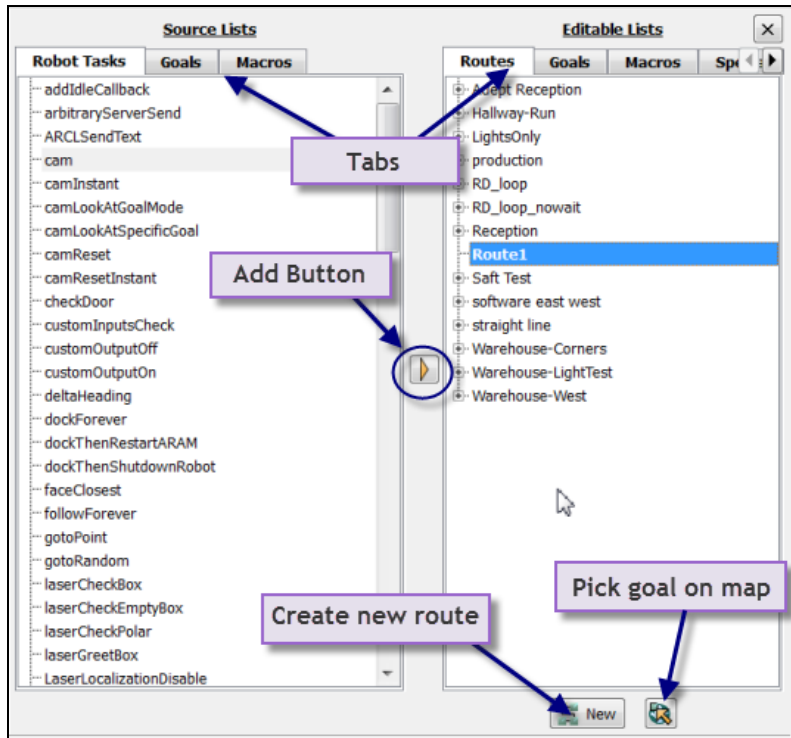 Source Lists
Editable Lists
Robot Tasks Goals Macros
Routes Goals Macros
addIdleCallback
arbitraryServerSend
ARCLSendText
cam
camInstant
camLookAtGoalMode
camLookAtSpecificGoal
camReset
camResetInstant
checkDoor
customInputsCheck
customOutputOff
customOutputOn
deltaHeading
dockForever
dockThenRestartARAM
dockThenShutdownRobot
faceClosest
followForever
gotoPoint
gotoRandom
laserCheckBox
laserCheckEmptyBox
laserCheckPolar
laserGreetBox
LaserLocalizationDisable
Tabs
Add Button
Adept Reception
Hallway-Run
LightsOnly
production
RD_loop
RD_loop_nowait
Reception
Route1
Saft Test
software east west
straight line
Warehouse-Corners
Warehouse-LightTest
Warehouse-West
Pick goal on map
Create new route
New